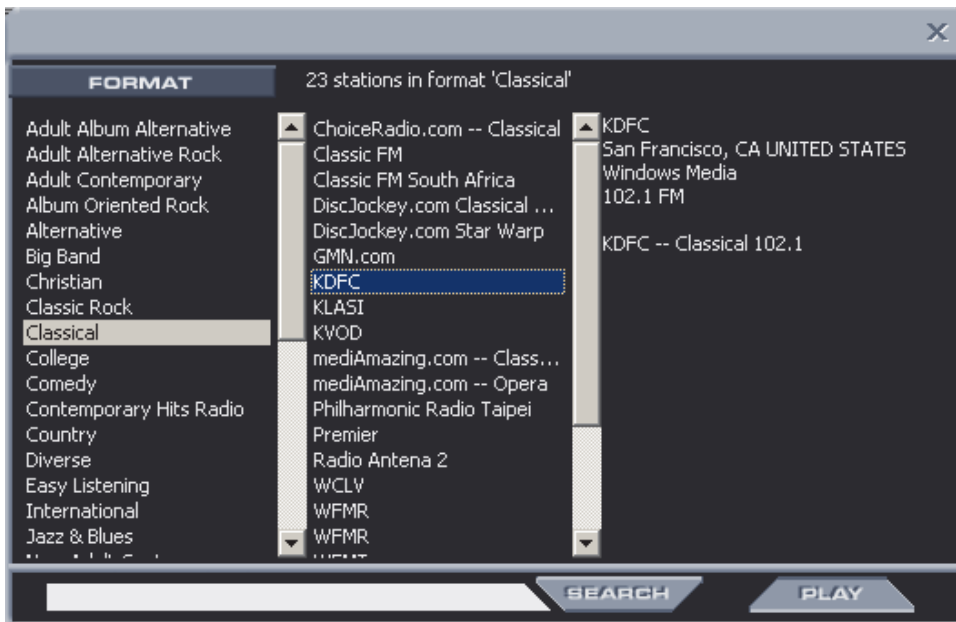 FORMAT
23 stations in format 'Classical'
Adult Album Alternative
Adult Alternative Rock
Adult Contemporary
Album Oriented Rock
Alternative
Big Band
Christian
Classic Rock
Classical
College
Comedy
Contemporary Hits Radio
Country
Diverse
Easy Listening
International
Jazz & Blues
ChoiceRadio.com -- Classical
Classic FM
Classic FM South Africa
DiscJockey.com Classical ...
DiscJockey.com Star Warp
GMN.com
KDFC
KLASI
KVOD
mediAmazing.com -- Class...
mediAmazing.com -- Opera
Philharmonic Radio Taipei
Premier
Radio Antena 2
WCLV
WFMR
WFMR
KDFC
San Francisco, CA UNITED STATES
Windows Media
102.1 FM
KDFC -- Classical 102.1
SEARCH
PLAY